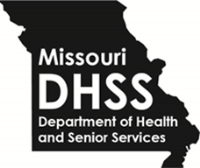 Missouri
DHSS
Department of Health
and Senior Services